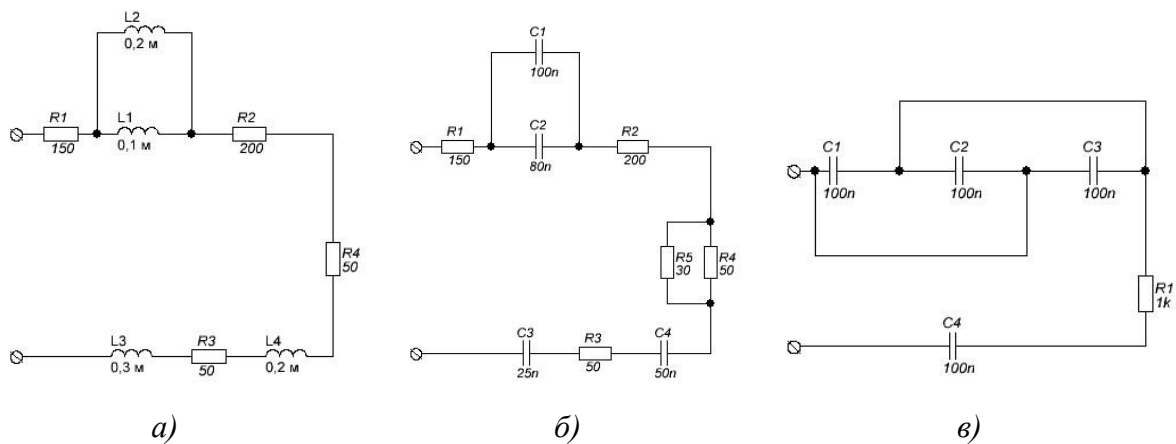 L2
0,2 м
R1
150
L1
0,1 м
R2
200
R4
50
L3
0,3 м
R3
50
L4
0,2 м
а)
C1
100n
R1
150
C2
80n
R2
200
R5
30
R4
50
C3
25n
R3
50
C4
50n
б)
C1
100n
C2
100n
C3
100n
R1
1k
C4
100n
в)